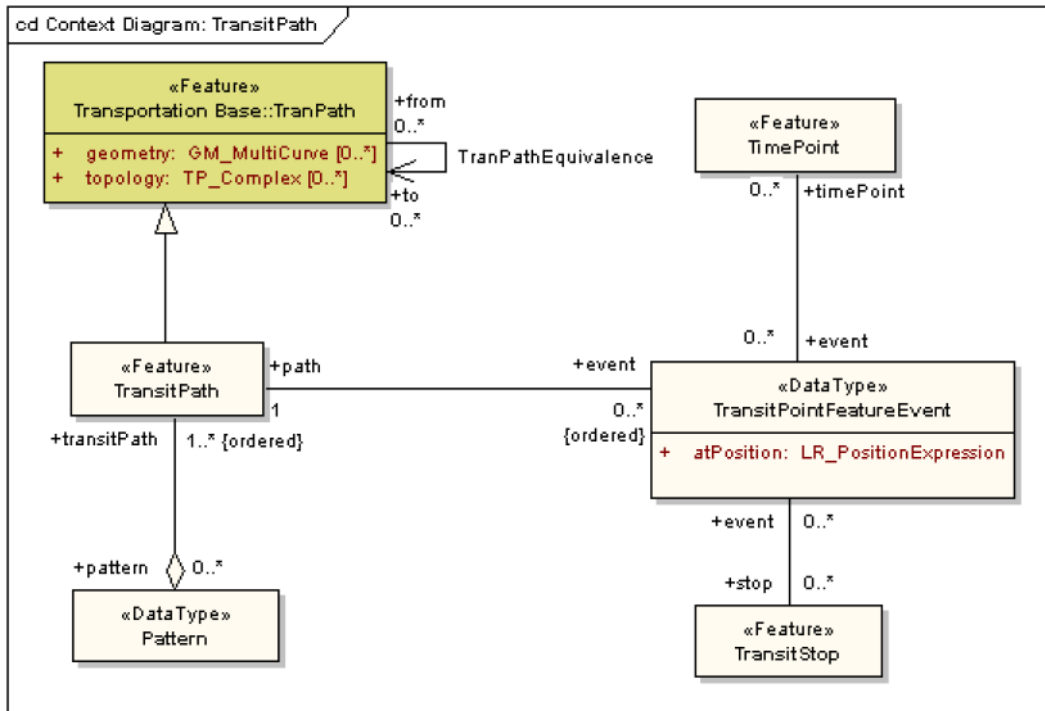 cd Context Diagram: TransitPath
«Feature»
Transportation Base::TranPath
+ geometry: GM_MultiCurve [0..*]
+ topology: TP_Complex [0..*]
+from
0..*
TranPathEquivalence
+to
0..*
«Feature»
TimePoint
0..*
+timePoint
0..*
+event
«Feature»
TransitPath
+path
1
+event
0..*
{ordered}
«DataType»
TransitPointFeatureEvent
+ atPosition: LR_PositionExpression
+transitPath
1..* {ordered}
+pattern
0..*
«DataType»
Pattern
+event
0..*
+stop
0..*
«Feature»
TransitStop